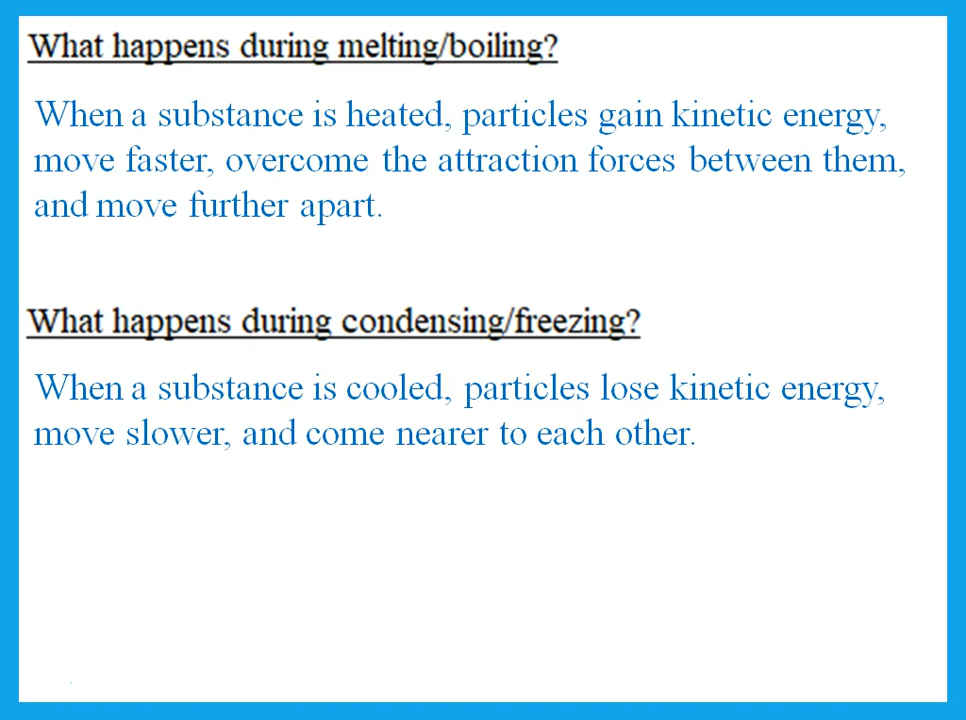 What happens during melting/boiling?
When a substance is heated, particles gain kinetic energy,
move faster, overcome the attraction forces between them,
and move further apart.
What happens during condensing/freezing?
When a substance is cooled, particles lose kinetic energy,
move slower, and come nearer to each other.